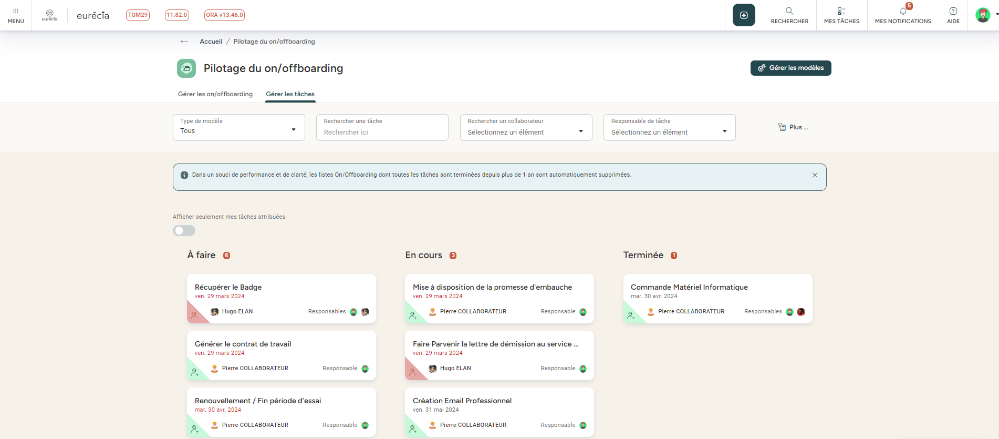 MENU
eurécia
eurécia
TOM29
11.82.0
ORA v13.46.0
RECHERCHER
MES TÂCHES
5
MES NOTIFICATIONS
AIDE
Accueil / Pilotage du on/offboarding
Pilotage du on/offboarding
Gérer les modèles
Gérer les on/offboarding
Gérer les tâches
Type de modèle
Tous
Rechercher une tâche
Rechercher ici
Rechercher un collaborateur
Sélectionnez un élément
Responsable de tâche
Sélectionnez un élément
Plus ...
Dans un souci de performance et de clarté, les listes On/Offboarding dont toutes les tâches sont terminées depuis plus de 1 an sont automatiquement supprimées.
Afficher seulement mes tâches attribuées
À faire 6
Récupérer le Badge
ven. 29 mars 2024
Hugo ELAN
Responsables
Générer le contrat de travail
ven. 29 mars 2024
Pierre COLLABORATEUR
Responsable
Renouvellement / Fin période d'essai
mar. 30 avr. 2024
Pierre COLLABORATEUR
Responsable
En cours 3
Mise à disposition de la promesse d'embauche
ven. 29 mars 2024
Pierre COLLABORATEUR
Responsable
Faire Parvenir la lettre de démission au service ...
ven. 29 mars 2024
Hugo ELAN
Responsable
Création Email Professionnel
ven. 31 mai 2024
Pierre COLLABORATEUR
Responsable
Terminée 1
Commande Matériel Informatique
mar. 30 avr. 2024
Pierre COLLABORATEUR
Responsables